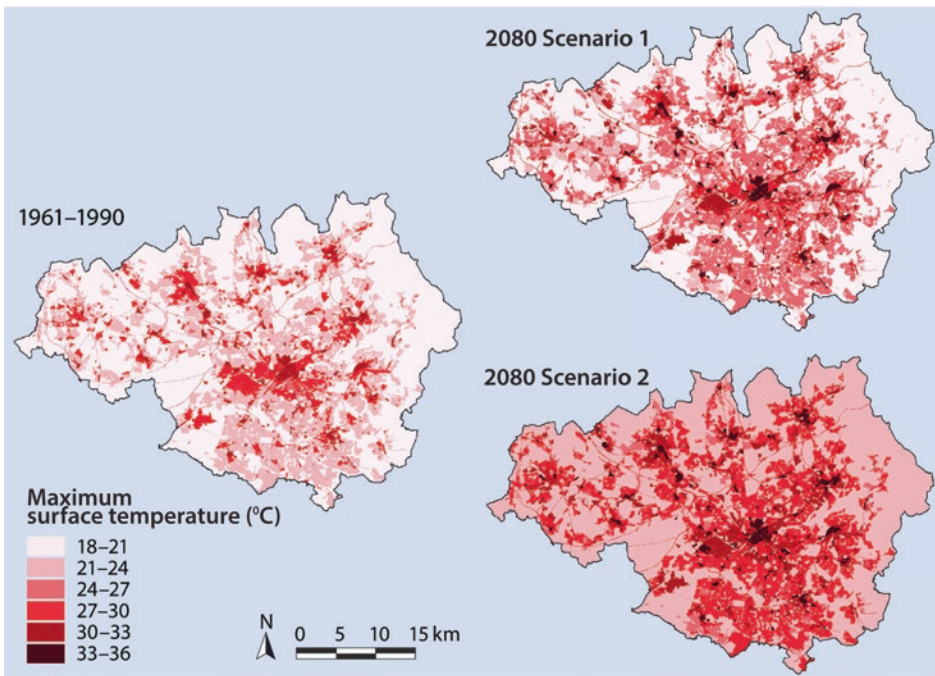 2080 Scenario 1
1961–1990
2080 Scenario 2
Maximum
surface temperature (⁰C)
18–21
21–24
24–27
27–30
30–33
33–36
N
0 5 10 15 km